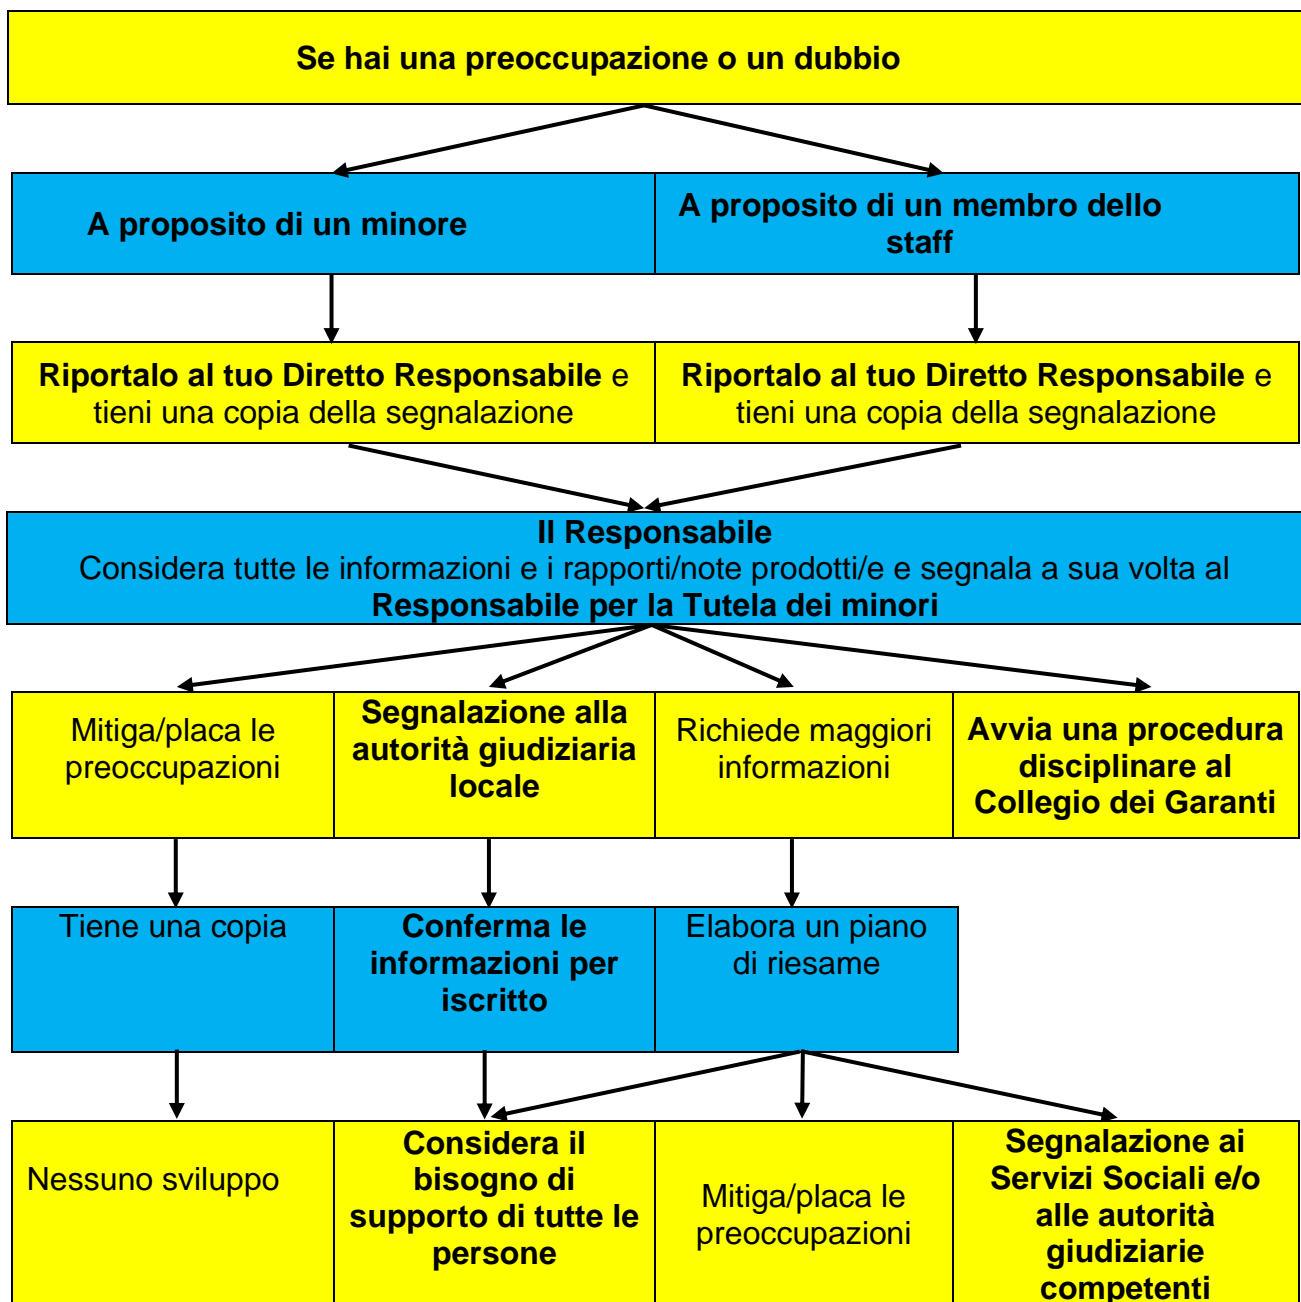 Se hai una preoccupazione o un dubbio
A proposito di un minore
A proposito di un membro dello
staff
Riportalo al tuo Diretto Responsabile e
tieni una copia della segnalazione
Riportalo al tuo Diretto Responsabile e
tieni una copia della segnalazione
Il Responsabile
Considera tutte le informazioni e i rapporti/note prodotti/e e segnala a sua volta al
Responsabile per la Tutela dei minori
Mitiga/placa le
preoccupazioni
Segnalazione alla
autorità giudiziaria
locale
Richiede maggiori
informazioni
Avvia una procedura
disciplinare al
Collegio dei Garanti
Tiene una copia
Conferma le
informazioni per
iscritto
Elabora un piano
di riesame
Nessuno sviluppo
Considera il
bisogno di
supporto di tutte le
persone
Mitiga/placa le
preoccupazioni
Segnalazione ai
Servizi Sociali e/o
alle autorità
giudiziarie
competenti